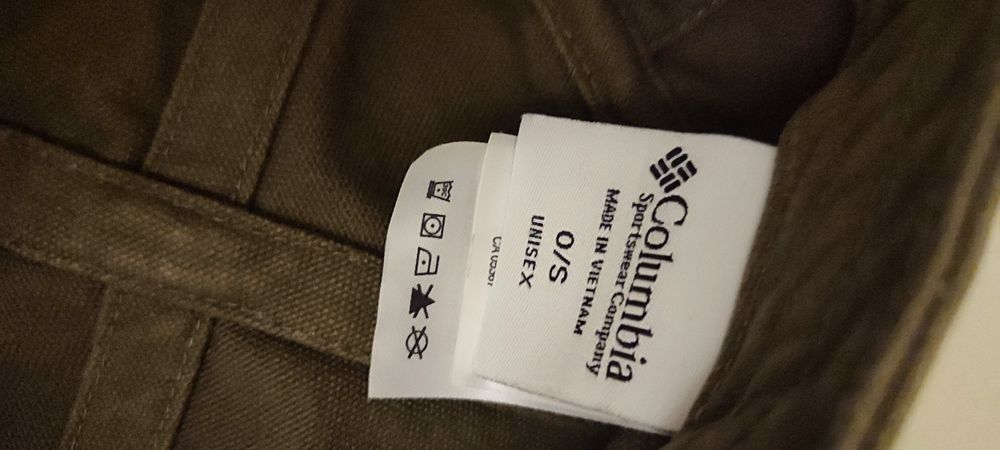 Columbia
Sportswear Company
MADE IN VIETNAM
O/S
UNISEX